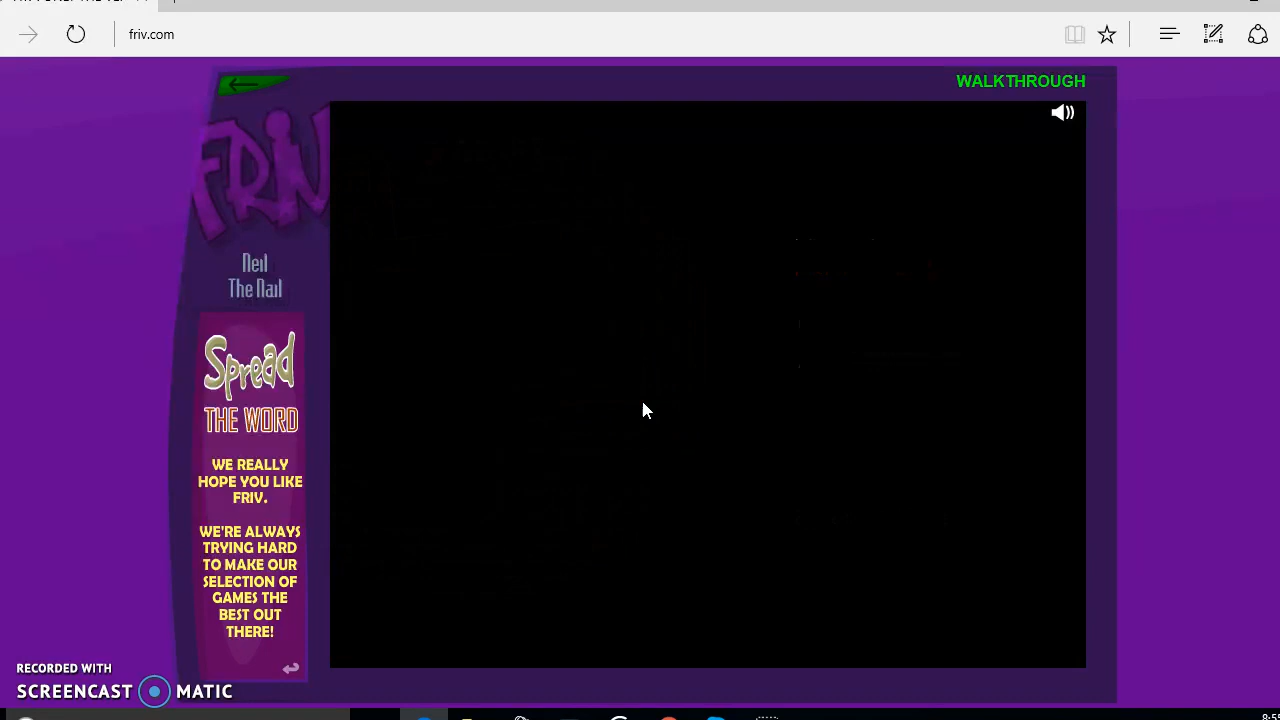 friv.com
WALKTHROUGH
FRIV
Neil
The Nail
Spread
THE WORD
WE REALLY
HOPE YOU LIKE
FRIV.
WE'RE ALWAYS
TRYING HARD
TO MAKE OUR
SELECTION OF
GAMES THE
BEST OUT
THERE!
RECORDED WITH
SCREENCAST MATIC